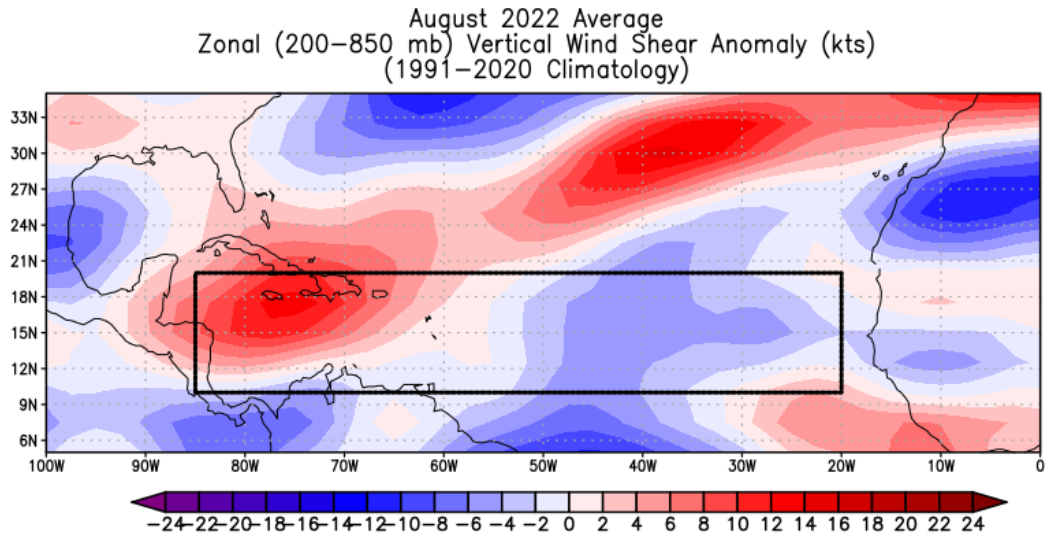 August 2022 Average
Zonal (200-850 mb) Vertical Wind Shear Anomaly (kts)
(1991-2020 Climatology)
33N
30N
27N
24N
21N
18N
15N
12N
9N
6N
100W 90W 80W 70W 60W 50W 40W 30W 20W 10W 0
-24 -22 -20 -18 -16 -14 -12 -10 -8 -6 -4 -2 0 2 4 6 8 10 12 14 16 18 20 22 24